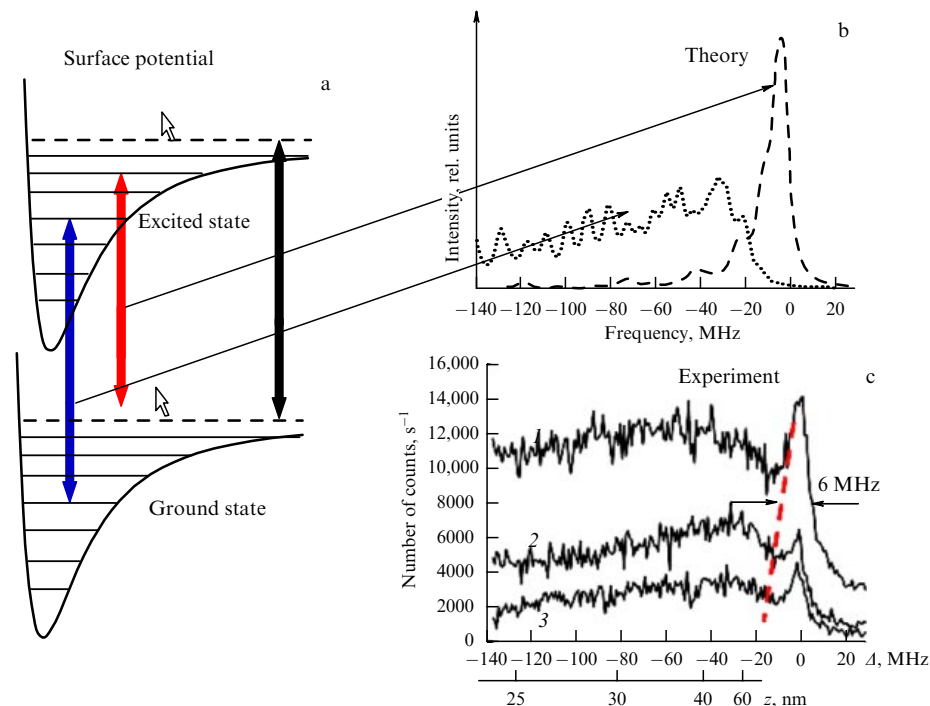 Surface potential
a
Excited state
Ground state
b
Theory
Intensity, rel. units
−140 −120 −100 −80 −60 −40 −20 0 20
Frequency, MHz
c
Experiment
Number of counts, s⁻¹
16,000
14,000
12,000
10,000
8000
6000
4000
2000
0
1
2
3
6 MHz
−140 −120 −100 −80 −60 −40 −20 0 20 Δ, MHz
25 30 40 60 z, nm